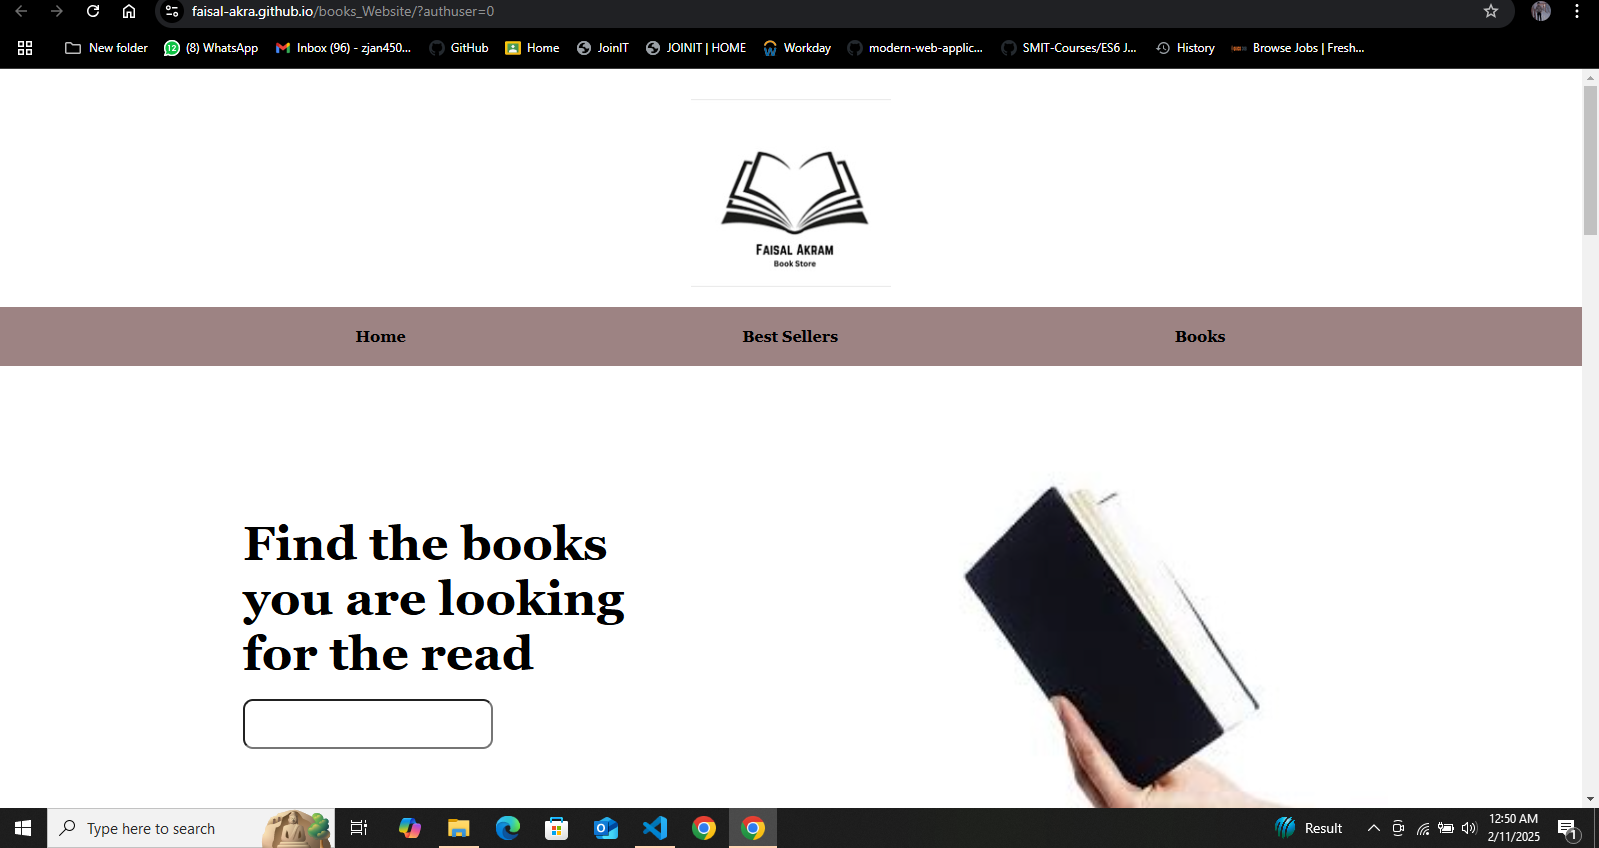 faisal-akra.github.io/books_Website/?authuser=0
New folder
12
(8) WhatsApp
Inbox (96) - zjan450...
GitHub
Home
JoinIT
JOINIT | HOME
Workday
modern-web-applic...
SMIT-Courses/ES6 J...
History
Browse Jobs | Fresh...
FAISAL AKRAM
Book Store
Home
Best Sellers
Books
Find the books
you are looking
for the read
Type here to search
Result
12:50 AM
2/11/2025
1